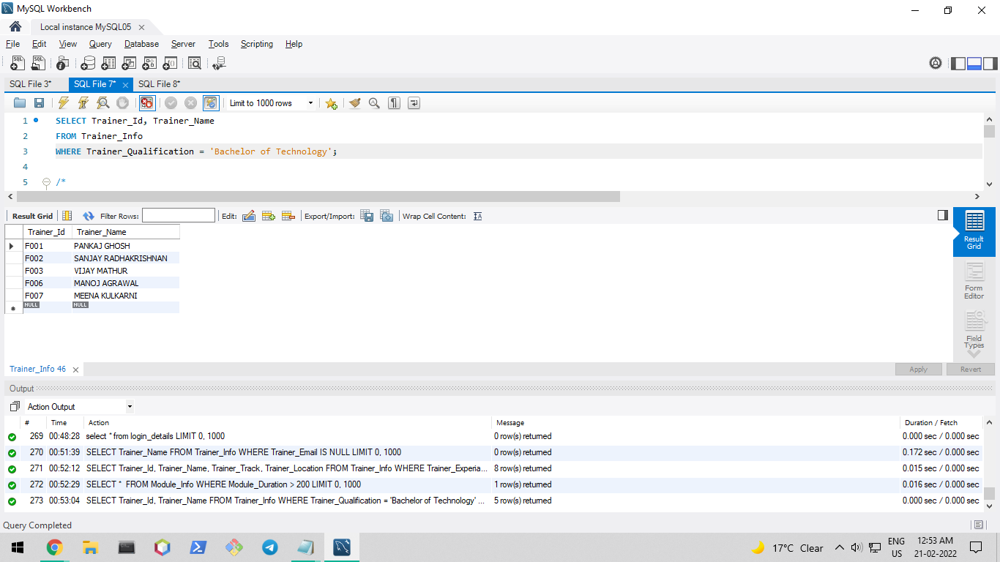 MySQL Workbench
Local instance MySQL05
File Edit View Query Database Server Tools Scripting Help
SQL File 3* SQL File 7* SQL File 8*
Limit to 1000 rows
1 SELECT Trainer_Id, Trainer_Name
2 FROM Trainer_Info
3 WHERE Trainer_Qualification = 'Bachelor of Technology';
4
5 /*
Result Grid Filter Rows: Edit: Export/Import: Wrap Cell Content:
Trainer_Id Trainer_Name
F001 PANKAJ GHOSH
F002 SANJAY RADHAKRISHNAN
F003 VIJAY MATHUR
F006 MANOJ AGRAWAL
F007 MEENA KULKARNI
NULL NULL
Result
Grid
Form
Editor
Field
Types
Trainer_Info 46 Apply Revert
Output
Action Output
# Time Action Message Duration / Fetch
269 00:48:28 select * from login_details LIMIT 0, 1000 0 row(s) returned 0.000 sec / 0.000 sec
270 00:51:39 SELECT Trainer_Name FROM Trainer_Info WHERE Trainer_Email IS NULL LIMIT 0, 1000 0 row(s) returned 0.172 sec / 0.000 sec
271 00:52:12 SELECT Trainer_Id, Trainer_Name, Trainer_Track, Trainer_Location FROM Trainer_Info WHERE Trainer_Experia... 8 row(s) returned 0.015 sec / 0.000 sec
272 00:52:29 SELECT * FROM Module_Info WHERE Module_Duration > 200 LIMIT 0, 1000 1 row(s) returned 0.016 sec / 0.000 sec
273 00:53:04 SELECT Trainer_Id, Trainer_Name FROM Trainer_Info WHERE Trainer_Qualification = 'Bachelor of Technology' ... 5 row(s) returned 0.000 sec / 0.000 sec
Query Completed
17°C Clear
ENG
US
12:53 AM
21-02-2022